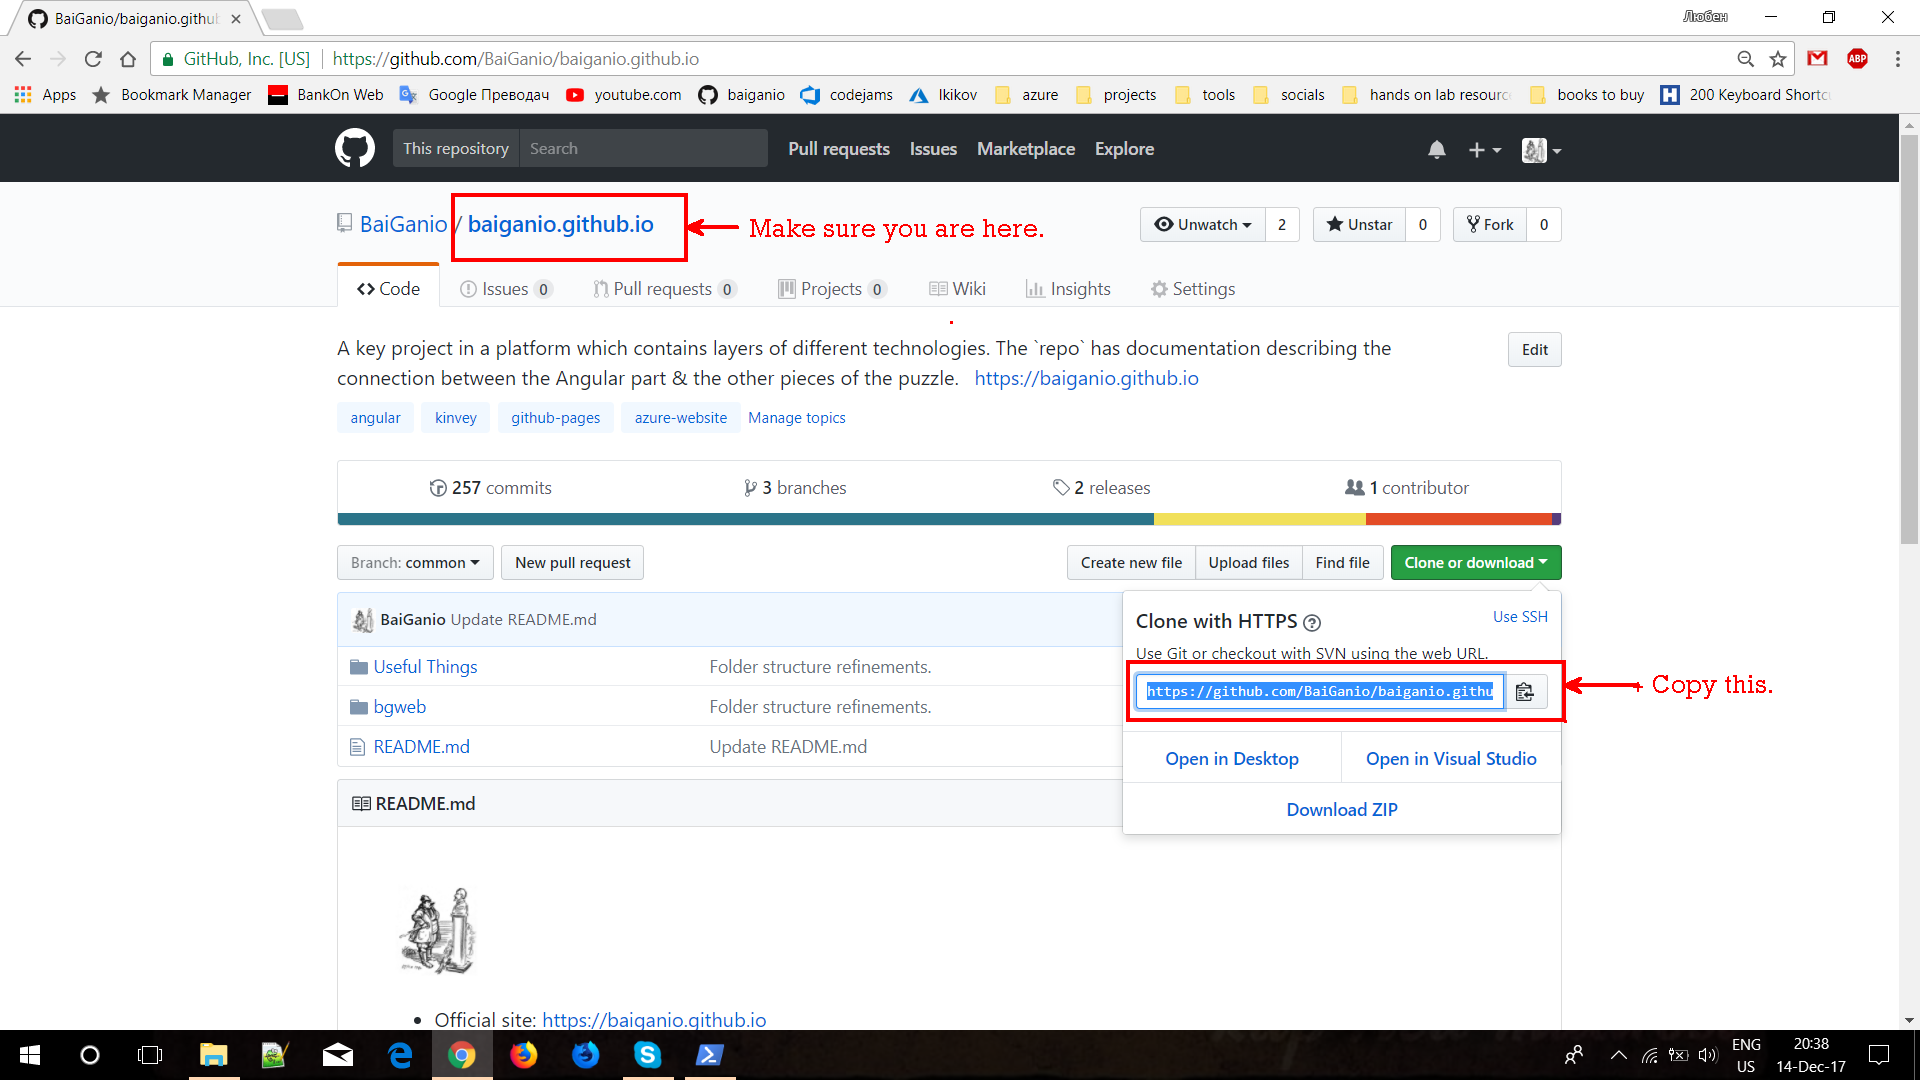 BaiGanio/baiganio.githu
Любен
GitHub, Inc. [US]
https://github.com/BaiGanio/baiganio.github.io
ABP
Apps
Bookmark Manager
BankOn Web
Google Преводач
youtube.com
baiganio
codejams
lkikov
azure
projects
tools
socials
hands on lab resourc
books to buy
H
200 Keyboard Shortc
This repository
Search
Pull requests
Issues
Marketplace
Explore
BaiGanio / baiganio.github.io
Make sure you are here.
Unwatch 2
Unstar 0
Fork 0
Code
Issues 0
Pull requests 0
Projects 0
Wiki
Insights
Settings
A key project in a platform which contains layers of different technologies. The `repo` has documentation describing the
connection between the Angular part & the other pieces of the puzzle. https://baiganio.github.io
Edit
angular
kinvey
github-pages
azure-website
Manage topics
257 commits
3 branches
2 releases
1 contributor
Branch: common
New pull request
Create new file
Upload files
Find file
Clone or download
BaiGanio Update README.md
Useful Things
Folder structure refinements.
bgweb
Folder structure refinements.
README.md
Update README.md
Clone with HTTPS
Use SSH
Use Git or checkout with SVN using the web URL.
https://github.com/BaiGanio/baiganio.githu
Copy this.
Open in Desktop
Open in Visual Studio
Download ZIP
README.md
Official site: https://baiganio.github.io
ENG
US
20:38
14-Dec-17